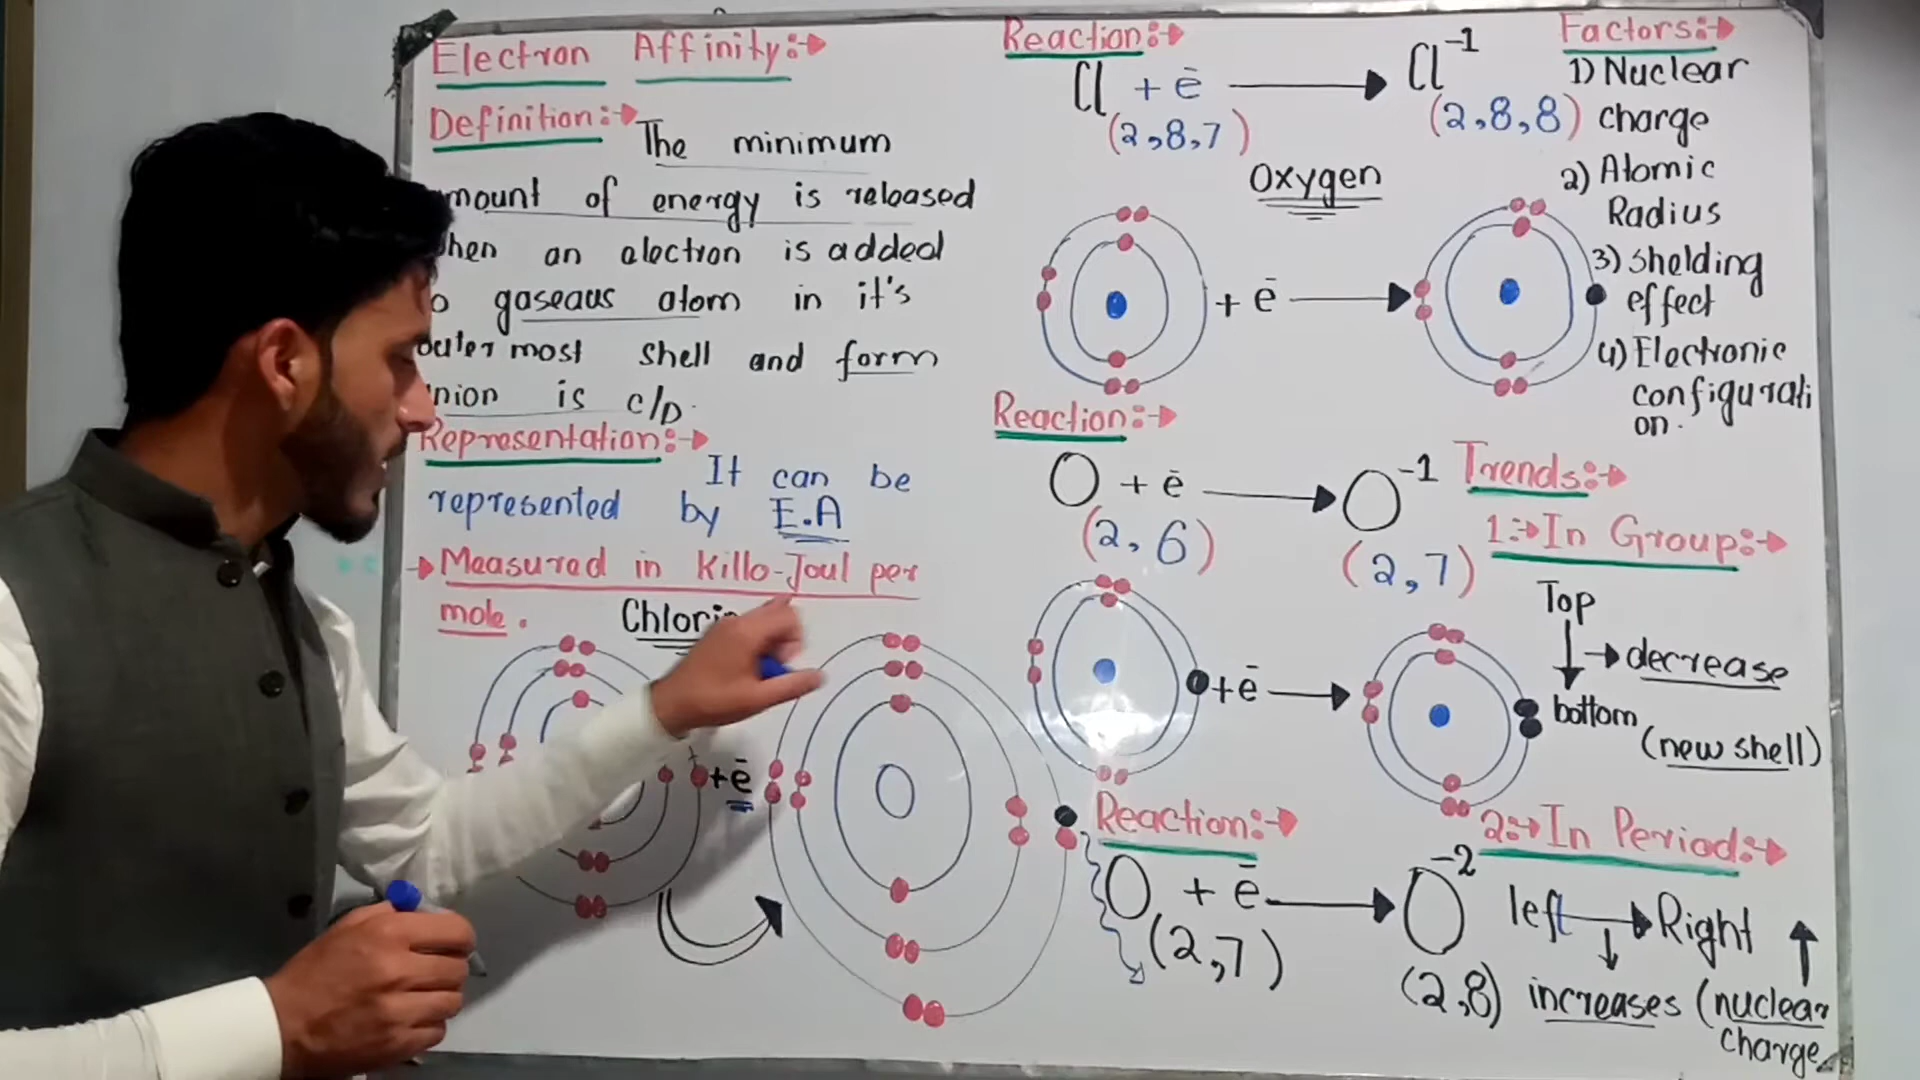 Electron Affinity:→
Definition:→ The minimum
mount of energy is released
hen an electron is added
o gaseaus atom in it's
outer most shell and form
nion is c/D.
Representation:→
It can be
represented by E.A
→ Measured in Killo-Joul per
mole.
Chlorin
+ē
Reaction:→
Cl + ē → Cl⁻¹
(2,8,7) (2,8,8)
Oxygen
+ ē →
Reaction:→
O + ē → O⁻¹
(2,6) (2,7)
+ē →
Reaction:→
O + ē → O⁻²
(2,7) (2,8)
Factors:→
1) Nuclear
charge
2) Atomic
Radius
3) Shelding
effect
4) Electronic
configurati
on.
Trends:→
1:→In Group:→
Top
↓ → decrease
bottom
(new shell)
2:→In Period:→
left → Right ↑
↓
increases (nuclear
charge